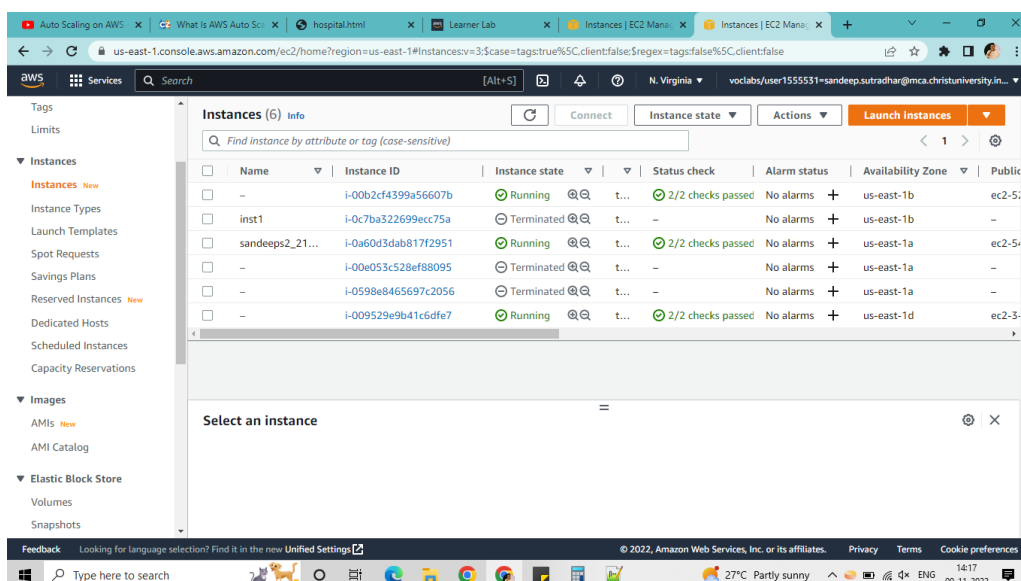 Auto Scaling on AWS
What Is AWS Auto Sca
hospital.html
Learner Lab
Instances | EC2 Manag
Instances | EC2 Manag
us-east-1.console.aws.amazon.com/ec2/home?region=us-east-1#Instances:v=3;$case=tags:true%5C,client:false;$regex=tags:false%5C,client:false
aws Services Search [Alt+S] N. Virginia voclabs/user1555531=sandeep.sutradhar@mca.christuniversity.in...
Tags
Limits
Instances
Instances New
Instance Types
Launch Templates
Spot Requests
Savings Plans
Reserved Instances New
Dedicated Hosts
Scheduled Instances
Capacity Reservations
Images
AMIs New
AMI Catalog
Elastic Block Store
Volumes
Snapshots
Instances (6) Info Connect Instance state Actions Launch instances
Find instance by attribute or tag (case-sensitive) 1
Name Instance ID Instance state Status check Alarm status Availability Zone Public
– i-00b2cf4399a56607b Running t... 2/2 checks passed No alarms + us-east-1b ec2-52
inst1 i-0c7ba322699ecc75a Terminated t... – No alarms + us-east-1b –
sandeeps2_21... i-0a60d3dab817f2951 Running t... 2/2 checks passed No alarms + us-east-1a ec2-54
– i-00e053c528ef88095 Terminated t... – No alarms + us-east-1a –
– i-0598e8465697c2056 Terminated t... – No alarms + us-east-1a –
– i-009529e9b41c6dfe7 Running t... 2/2 checks passed No alarms + us-east-1d ec2-3-
Select an instance
Feedback Looking for language selection? Find it in the new Unified Settings © 2022, Amazon Web Services, Inc. or its affiliates. Privacy Terms Cookie preferences
Type here to search 27°C Partly sunny ENG 14:17
09-11-2022